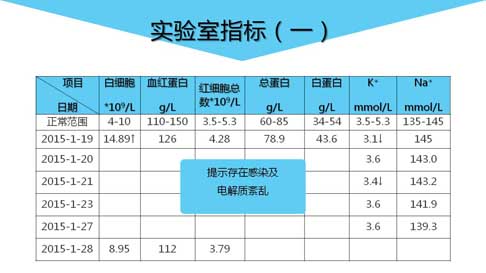 实验室指标（一）
项目 白细胞 血红蛋白 红细胞总数*10⁹/L 总蛋白 白蛋白 K⁺ Na⁺
日期 *10⁹/L g/L g/L g/L mmol/L mmol/L
正常范围 4-10 110-150 3.5-5.3 60-85 34-54 3.5-5.3 135-145
2015-1-19 14.89↑ 126 4.28 78.9 43.6 3.1↓ 145
2015-1-20 3.6 143.0
提示存在感染及
电解质紊乱
2015-1-21 3.4↓ 143.2
2015-1-23 3.6 141.9
2015-1-27 3.6 139.3
2015-1-28 8.95 112 3.79